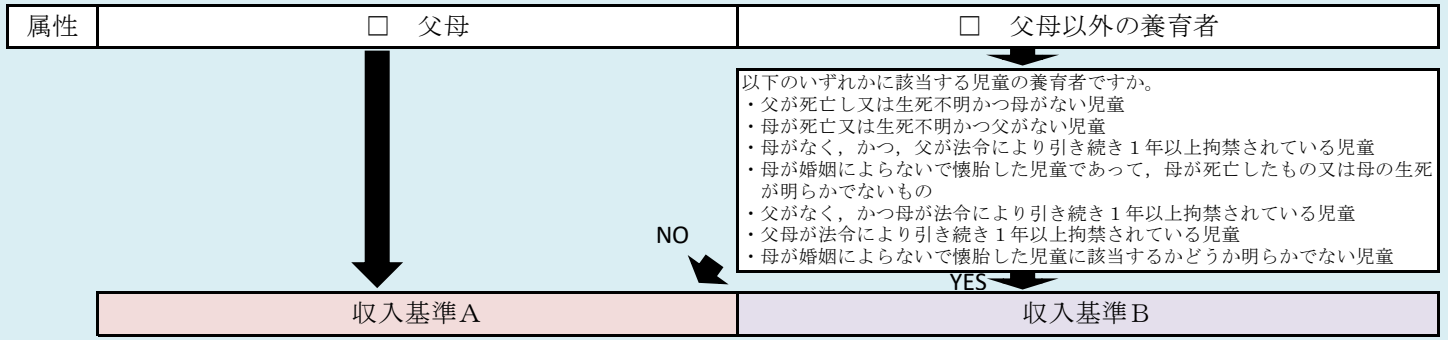 属性
□ 父母
□ 父母以外の養育者
以下のいずれかに該当する児童の養育者ですか。
・父が死亡し又は生死不明かつ母がない児童
・母が死亡又は生死不明かつ父がない児童
・母がなく，かつ，父が法令により引き続き１年以上拘禁されている児童
・母が婚姻によらないで懐胎した児童であって，母が死亡したもの又は母の生死
が明らかでないもの
・父がなく，かつ母が法令により引き続き１年以上拘禁されている児童
・父母が法令により引き続き１年以上拘禁されている児童
・母が婚姻によらないで懐胎した児童に該当するかどうか明らかでない児童
NO
YES
収入基準Ａ
収入基準Ｂ